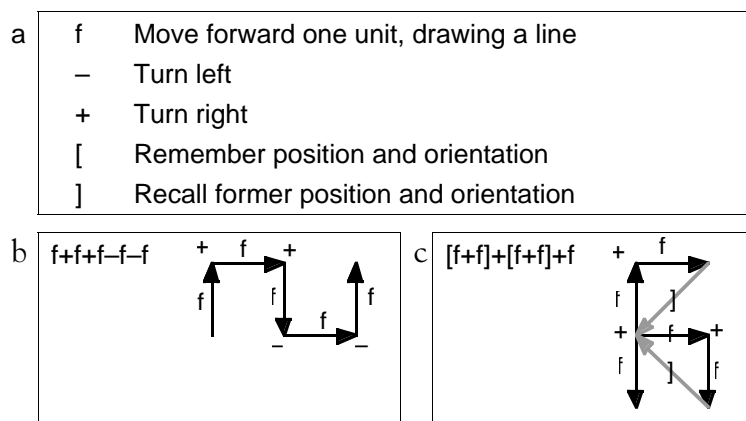 a
f Move forward one unit, drawing a line
– Turn left
+ Turn right
[ Remember position and orientation
] Recall former position and orientation
b
f+f+f–f–f
+ f +
f f f
f
– –
c
[f+f]+[f+f]+f
+ f
f ]
+ f +
f ] f